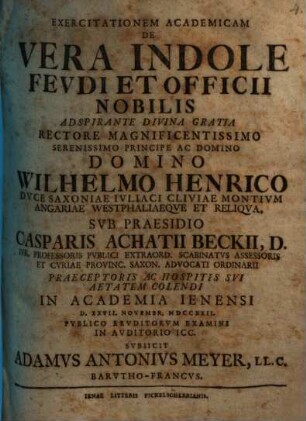 4.
EXERCITATIONEM ACADEMICAM
DE
VERA INDOLE
FEVDI ET OFFICII
NOBILIS
ADSPIRANTE DIVINA GRATIA
RECTORE MAGNIFICENTISSIMO
SERENISSIMO PRINCIPE AC DOMINO
DOMINO
WILHELMO HENRICO
DVCE SAXONIAE IVLIACI CLIVIAE MONTIVM
ANGARIAE WESTPHALIAEQVE ET RELIQVA,
SVB PRAESIDIO
CASPARIS ACHATII BECKII, D.
PROFESSORIS PVBLICI EXTRAORD. SCABINATVS ASSESSORIS
ET CVRIAE PROVINC. SAXON. ADVOCATI ORDINARII
PRAECEPTORIS AC HOSPITIS SVI
AETATEM COLENDI
IN ACADEMIA IENENSI
D. XXVII. NOVEMBR. MDCCXXXII.
PVBLICO ERVDITORVM EXAMINI
IN AVDITORIO ICC.
SVBIICIT
ADAMVS ANTONIVS MEYER, LL. C.
BARVTHO-FRANCVS.
IENAE LITTERIS FICKELSCHERRIANIS.